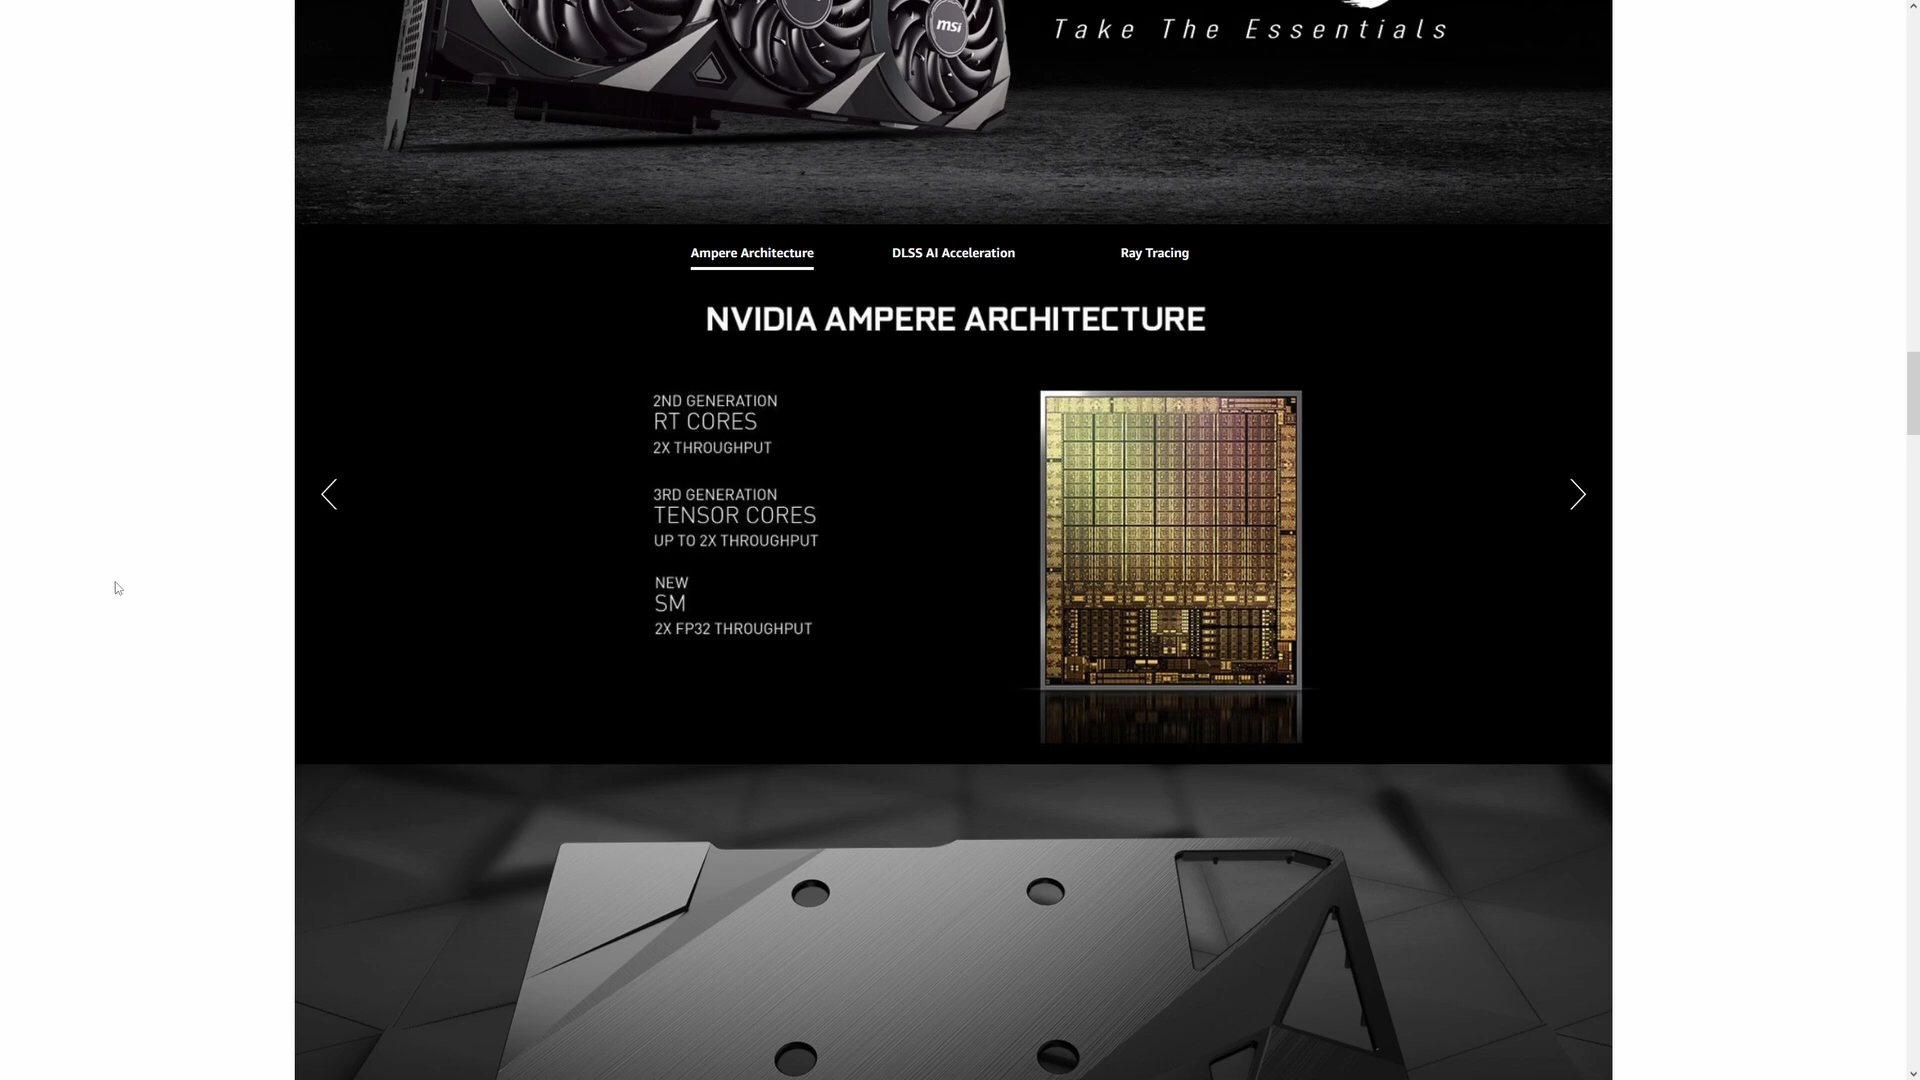 msi
Take The Essentials
Ampere Architecture
DLSS AI Acceleration
Ray Tracing
NVIDIA AMPERE ARCHITECTURE
2ND GENERATION
RT CORES
2X THROUGHPUT
3RD GENERATION
TENSOR CORES
UP TO 2X THROUGHPUT
NEW
SM
2X FP32 THROUGHPUT